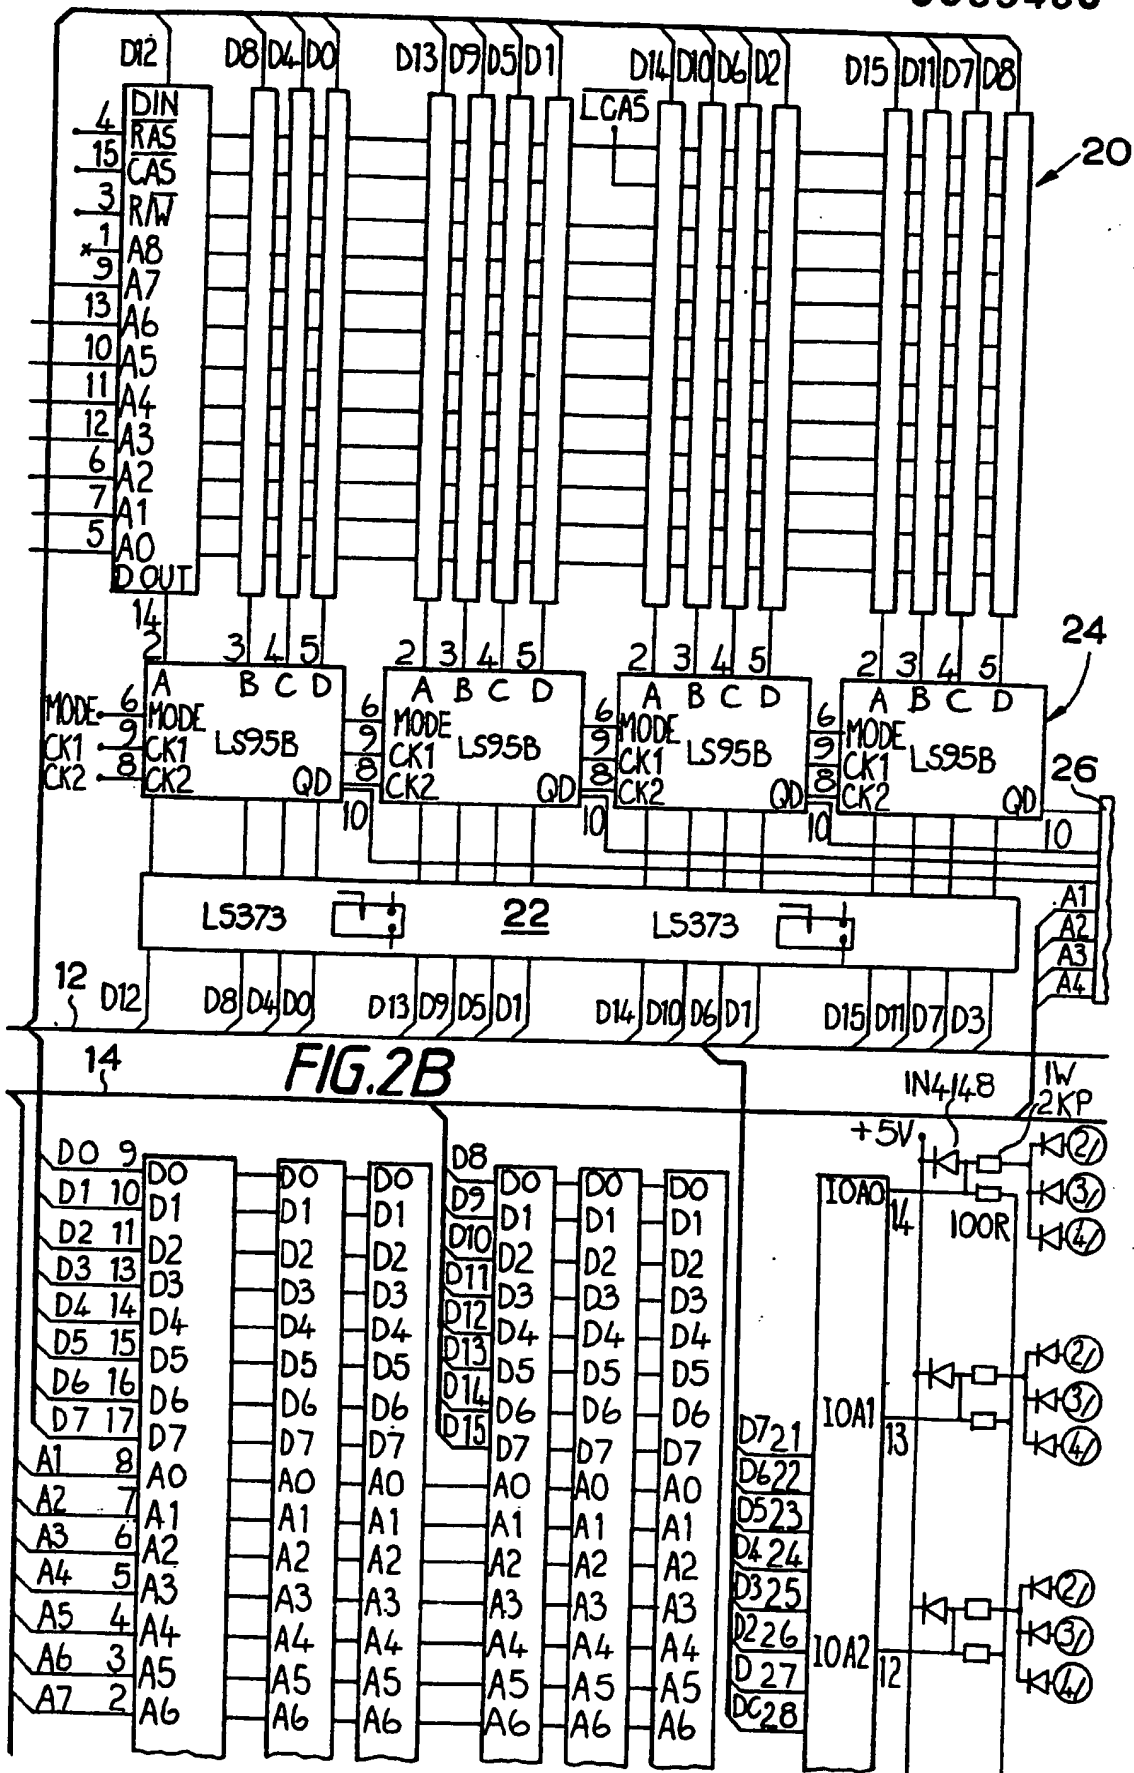 D12 D8 D4 D0 D13 D9 D5 D1 D14 D10 D6 D2 D15 D11 D7 D8
LCAS
20
DIN
4 RAS
15 CAS
3 R/W
x 1 A8
9 A7
13 A6
10 A5
11 A4
12 A3
6 A2
7 A1
5 A0
D OUT
14
2 3 4 5 2 3 4 5 2 3 4 5 2 3 4 5
24
A B C D A B C D A B C D A B C D
MODE 6 MODE 6 MODE 6 MODE 6 MODE
CK1 9 CK1 LS95B 9 CK1 LS95B 9 CK1 LS95B 9 CK1 LS95B
CK2 8 CK2 QD 8 CK2 QD 8 CK2 QD 8 CK2 QD
26
10 10 10 10
LS373 22 LS373
A1
A2
A3
A4
12
D12 D8 D4 D0 D13 D9 D5 D1 D14 D10 D6 D1 D15 D11 D7 D3
FIG.2B
14
1N4148 1W
2KP
+5V
D0 9 D0 D0 D0 D8 D0 D0 D0
D1 10 D1 D1 D1 D9 D1 D1 D1
D2 11 D2 D2 D2 D10 D2 D2 D2
D3 13 D3 D3 D3 D11 D3 D3 D3
D4 14 D4 D4 D4 D12 D4 D4 D4
D5 15 D5 D5 D5 D13 D5 D5 D5
D6 16 D6 D6 D6 D14 D6 D6 D6
D7 17 D7 D7 D7 D15 D7 D7 D7
A1 8 A0 A0 A0 A0 A0 A0
A2 7 A1 A1 A1 A1 A1 A1
A3 6 A2 A2 A2 A2 A2 A2
A4 5 A3 A3 A3 A3 A3 A3
A5 4 A4 A4 A4 A4 A4 A4
A6 3 A5 A5 A5 A5 A5 A5
A7 2 A6 A6 A6 A6 A6 A6
D7 21
D6 22
D5 23
D4 24
D3 25
D2 26
D 27
DC 28
IOA0 14 100R
2/
3/
4/
IOA1 13
2/
3/
4/
IOA2 12
2/
3/
4/